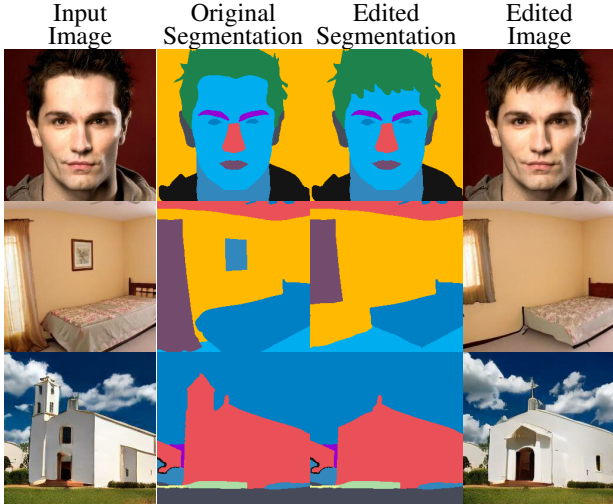 Input
Image
Original
Segmentation
Edited
Segmentation
Edited
Image